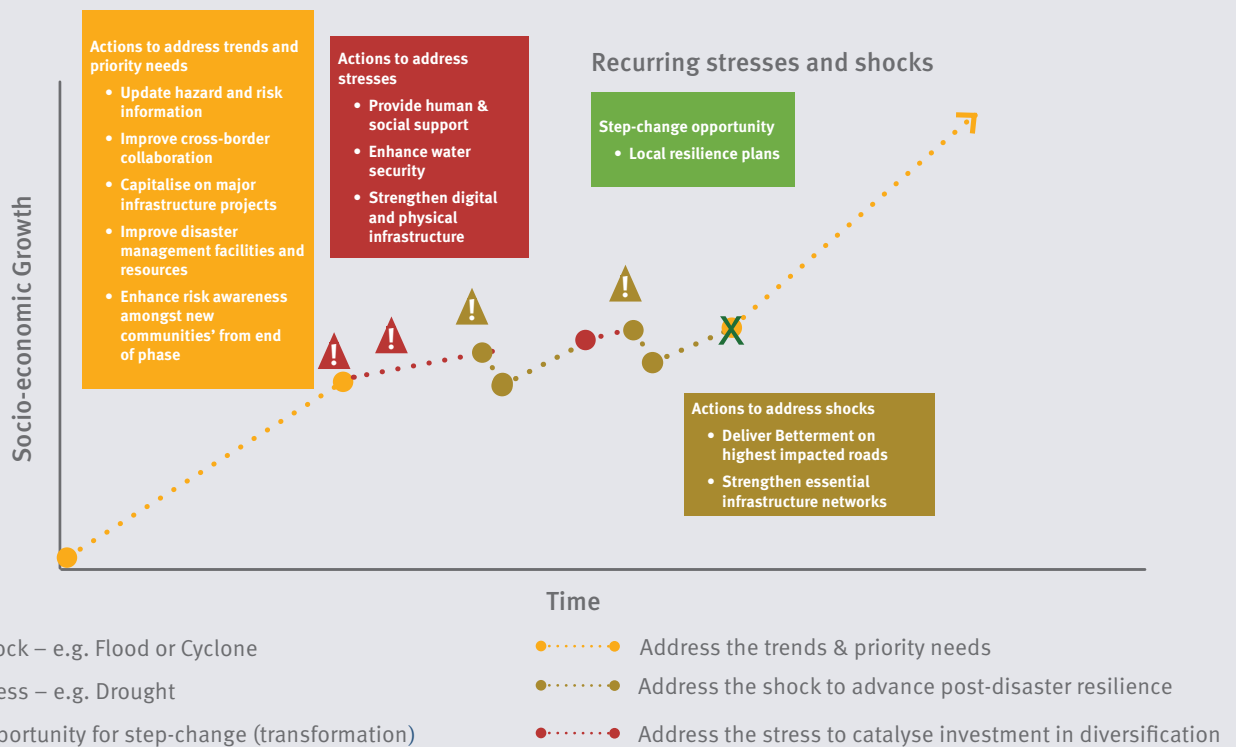 Actions to address trends and
priority needs
• Update hazard and risk
information
• Improve cross-border
collaboration
• Capitalise on major
infrastructure projects
• Improve disaster
management facilities and
resources
• Enhance risk awareness
amongst new
communities’ from end
of phase
Actions to address
stresses
• Provide human &
social support
• Enhance water
security
• Strengthen digital
and physical
infrastructure
Recurring stresses and shocks
Step-change opportunity
• Local resilience plans
Socio-economic Growth
!
!
!
!
X
Actions to address shocks
• Deliver Betterment on
highest impacted roads
• Strengthen essential
infrastructure networks
Time
ock – e.g. Flood or Cyclone
ess – e.g. Drought
portunity for step-change (transformation)
Address the trends & priority needs
Address the shock to advance post-disaster resilience
Address the stress to catalyse investment in diversification